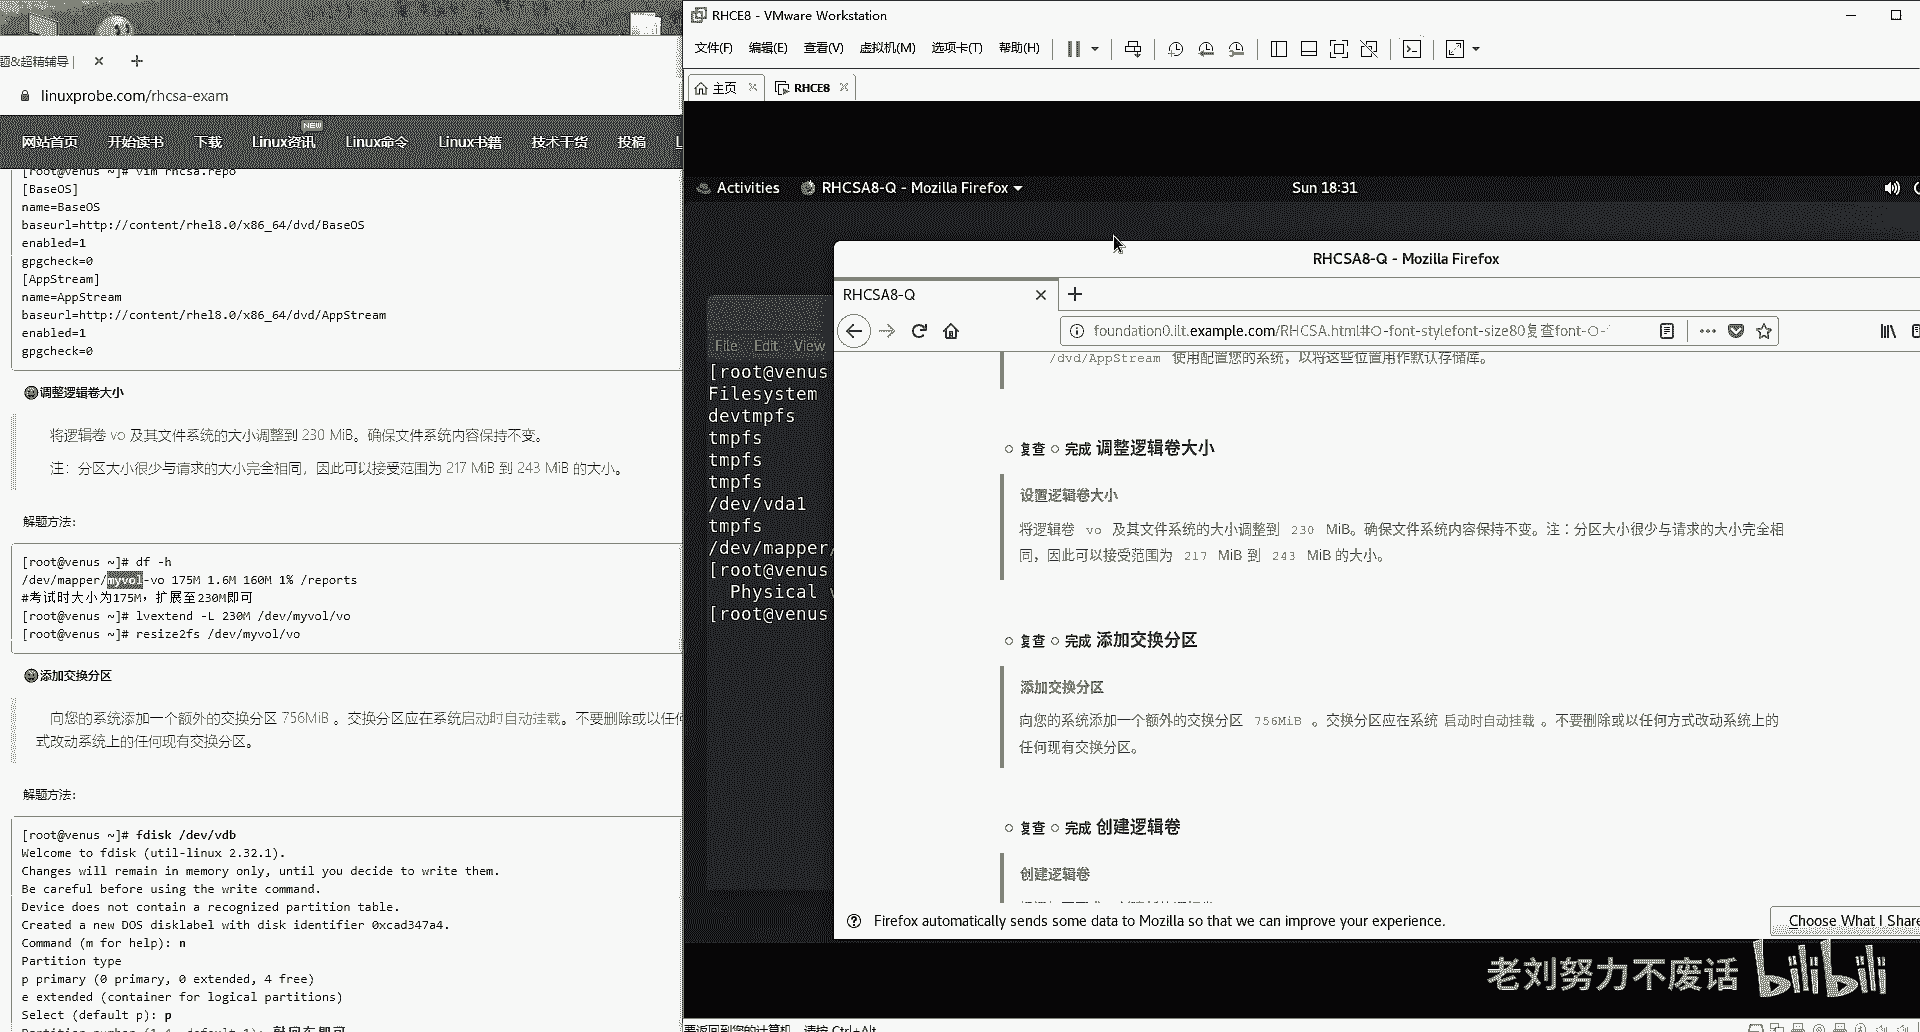 题&超精辅导 |
linuxprobe.com/rhcsa-exam
网站首页 开始读书 下载 Linux资讯 NEW Linux命令 Linux书籍 技术干货 投稿
[root@venus ~]# vim rhcsa.repo
[BaseOS]
name=BaseOS
baseurl=http://content/rhel8.0/x86_64/dvd/BaseOS
enabled=1
gpgcheck=0
[AppStream]
name=AppStream
baseurl=http://content/rhel8.0/x86_64/dvd/AppStream
enabled=1
gpgcheck=0
调整逻辑卷大小
将逻辑卷 vo 及其文件系统的大小调整到 230 MiB。确保文件系统内容保持不变。
注：分区大小很少与请求的大小完全相同，因此可以接受范围为 217 MiB 到 243 MiB 的大小。
解题方法:
[root@venus ~]# df -h
/dev/mapper/myvol-vo 175M 1.6M 160M 1% /reports
#考试时大小为175M，扩展至230M即可
[root@venus ~]# lvextend -L 230M /dev/myvol/vo
[root@venus ~]# resize2fs /dev/myvol/vo
添加交换分区
向您的系统添加一个额外的交换分区 756MiB 。交换分区应在系统启动时自动挂载。不要删除或以任何
式改动系统上的任何现有交换分区。
解题方法:
[root@venus ~]# fdisk /dev/vdb
Welcome to fdisk (util-linux 2.32.1).
Changes will remain in memory only, until you decide to write them.
Be careful before using the write command.
Device does not contain a recognized partition table.
Created a new DOS disklabel with disk identifier 0xcad347a4.
Command (m for help): n
Partition type
p primary (0 primary, 0 extended, 4 free)
e extended (container for logical partitions)
Select (default p): p
RHCE8 - VMware Workstation
文件(F) 编辑(E) 查看(V) 虚拟机(M) 选项卡(T) 帮助(H)
主页 RHCE8
Activities RHCSA8-Q - Mozilla Firefox Sun 18:31
File Edit View
[root@venus
Filesystem
devtmpfs
tmpfs
tmpfs
tmpfs
/dev/vda1
tmpfs
/dev/mapper/
[root@venus
Physical
[root@venus
RHCSA8-Q - Mozilla Firefox
RHCSA8-Q
foundation0.ilt.example.com/RHCSA.html#O-font-stylefont-size80复查font-O-
/dvd/AppStream 使用配置您的系统，以将这些位置用作默认存储库。
复查 完成 调整逻辑卷大小
设置逻辑卷大小
将逻辑卷 vo 及其文件系统的大小调整到 230 MiB。确保文件系统内容保持不变。注：分区大小很少与请求的大小完全相
同，因此可以接受范围为 217 MiB 到 243 MiB 的大小。
复查 完成 添加交换分区
添加交换分区
向您的系统添加一个额外的交换分区 756MiB 。交换分区应在系统 启动时自动挂载 。不要删除或以任何方式改动系统上的
任何现有交换分区。
复查 完成 创建逻辑卷
创建逻辑卷
Firefox automatically sends some data to Mozilla so that we can improve your experience.
Choose What I Share
老刘努力不废话 bilibili
要返回到您的计算机，请按 Ctrl+Alt